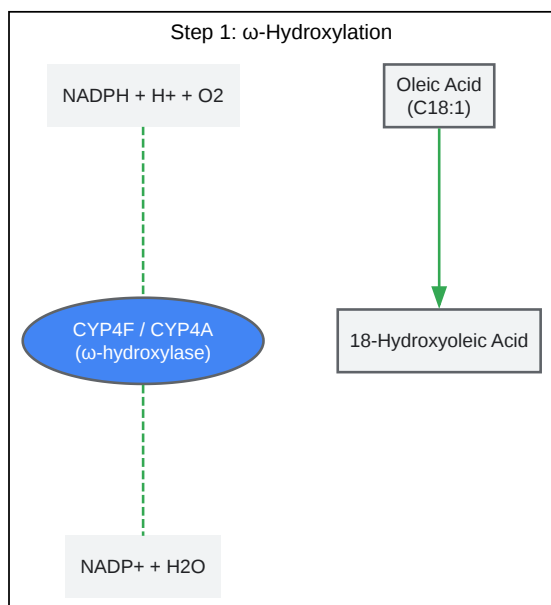 Step 1: ω-Hydroxylation
NADPH + H+ + O2
Oleic Acid
(C18:1)
CYP4F / CYP4A
(ω-hydroxylase)
18-Hydroxyoleic Acid
NADP+ + H2O